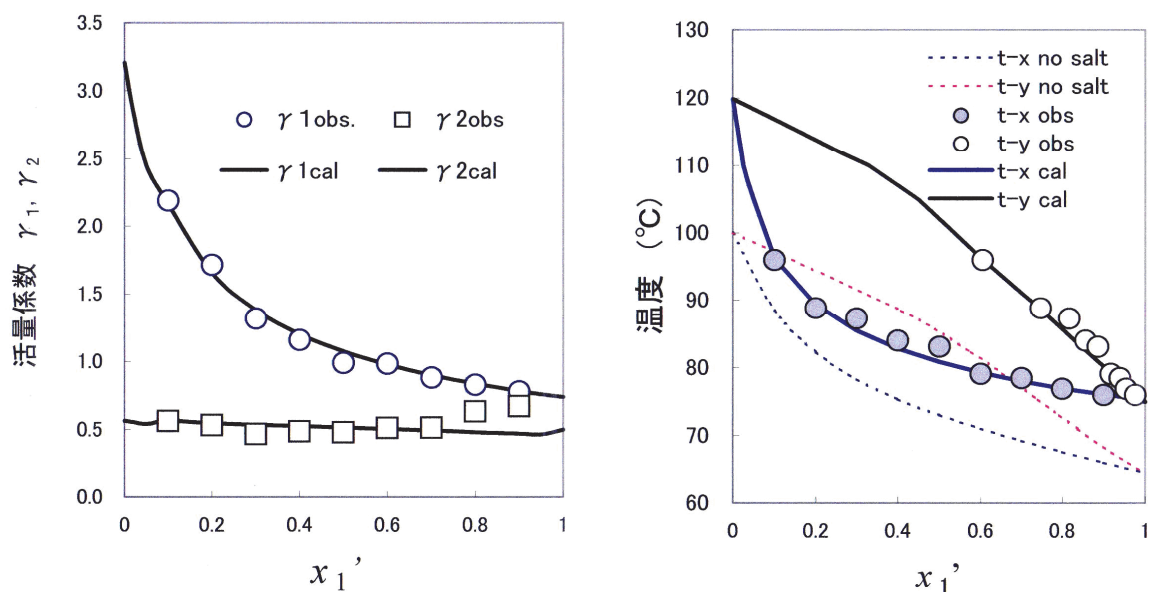 3.5
3.0
2.5
2.0
1.5
1.0
0.5
0.0
活量係数 γ1, γ2
γ 1obs.
γ 2obs
γ 1cal
γ 2cal
0 0.2 0.4 0.6 0.8 1
x1'
130
120
110
100
90
80
70
60
温度 (℃)
t-x no salt
t-y no salt
t-x obs
t-y obs
t-x cal
t-y cal
0 0.2 0.4 0.6 0.8 1
x1'